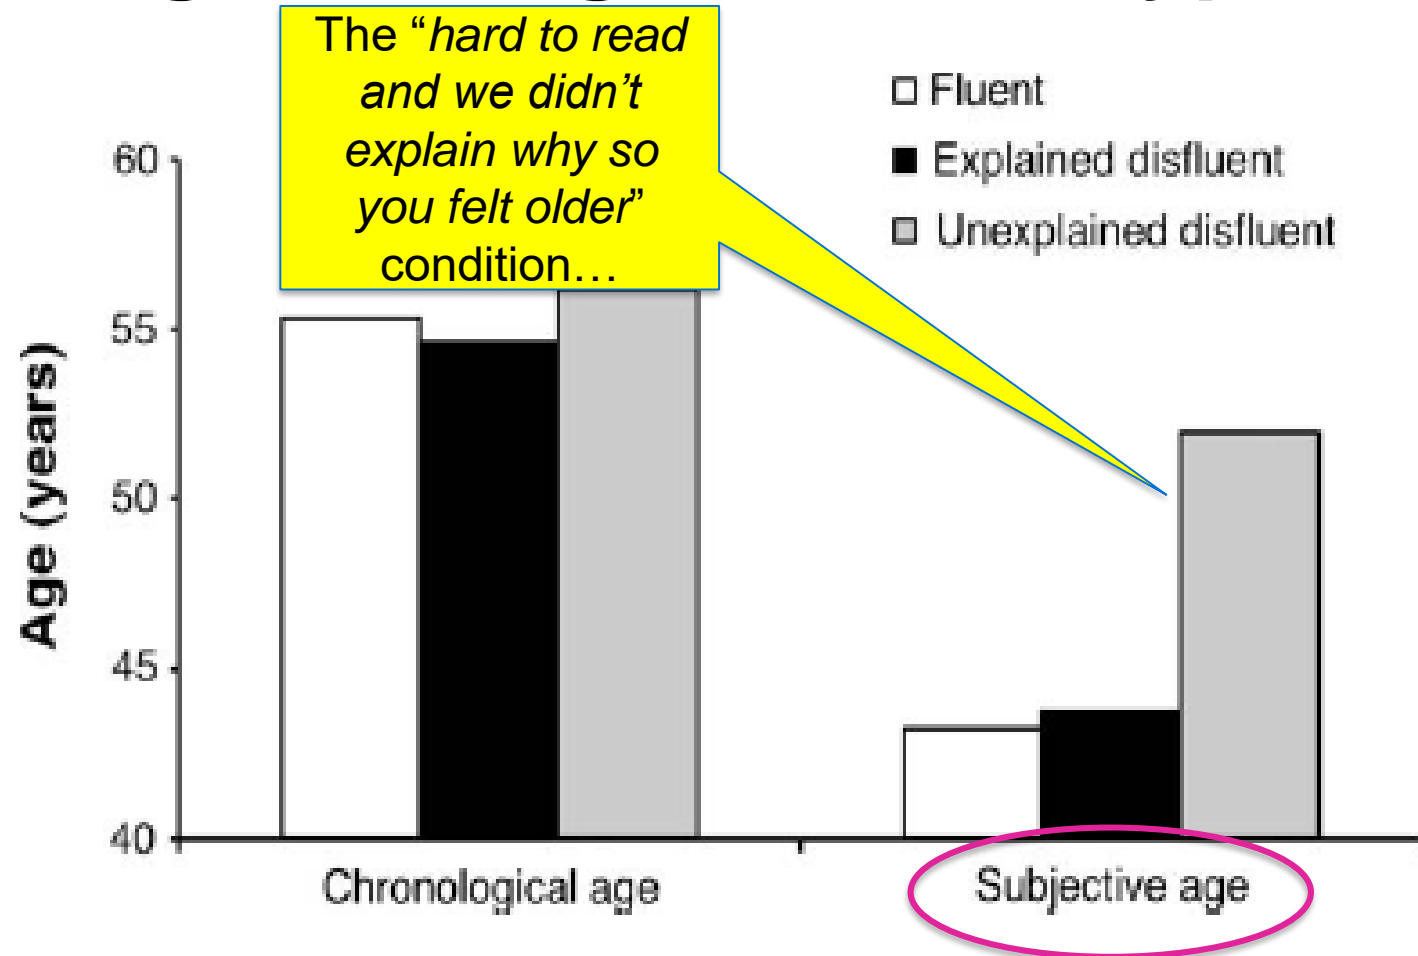 The “hard to read
and we didn’t
explain why so
you felt older”
condition…
Fluent
Explained disfluent
Unexplained disfluent
Age (years)
60
55
50
45
40
Chronological age
Subjective age